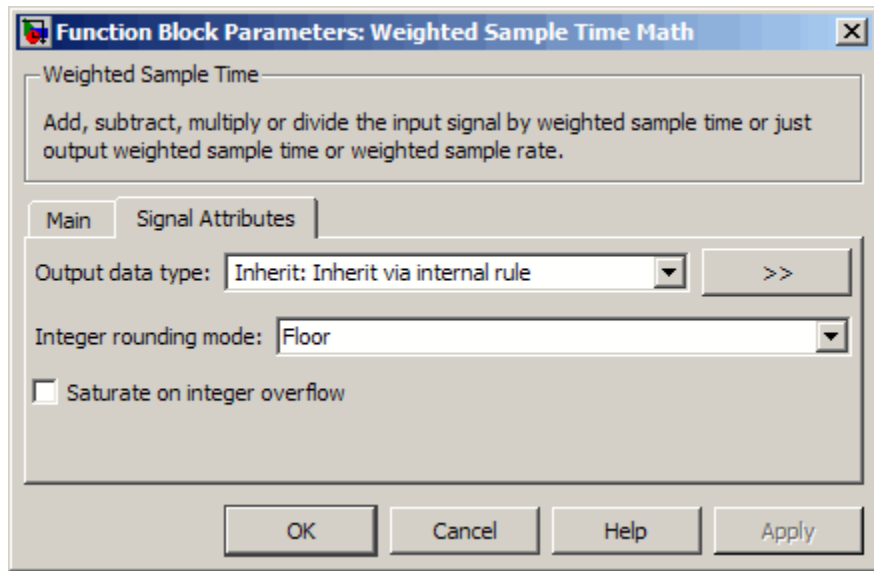 Function Block Parameters: Weighted Sample Time Math
Weighted Sample Time
Add, subtract, multiply or divide the input signal by weighted sample time or just
output weighted sample time or weighted sample rate.
Main Signal Attributes
Output data type: Inherit: Inherit via internal rule >>
Integer rounding mode: Floor
Saturate on integer overflow
OK Cancel Help Apply